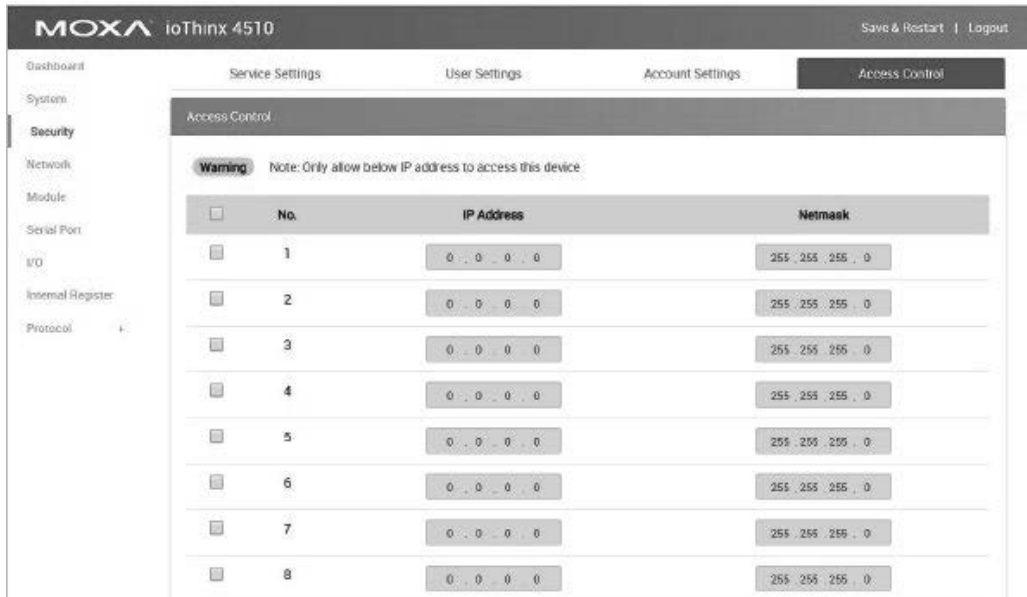 MOXA ioThinx 4510 Save & Restart | Logout
Dashboard
System
Security
Network
Module
Serial Port
I/O
Internal Register
Protocol +
Service Settings User Settings Account Settings Access Control
Access Control
Warning Note: Only allow below IP address to access this device
No. IP Address Netmask
1 0 . 0 . 0 . 0 255 . 255 . 255 . 0
2 0 . 0 . 0 . 0 255 . 255 . 255 . 0
3 0 . 0 . 0 . 0 255 . 255 . 255 . 0
4 0 . 0 . 0 . 0 255 . 255 . 255 . 0
5 0 . 0 . 0 . 0 255 . 255 . 255 . 0
6 0 . 0 . 0 . 0 255 . 255 . 255 . 0
7 0 . 0 . 0 . 0 255 . 255 . 255 . 0
8 0 . 0 . 0 . 0 255 . 255 . 255 . 0